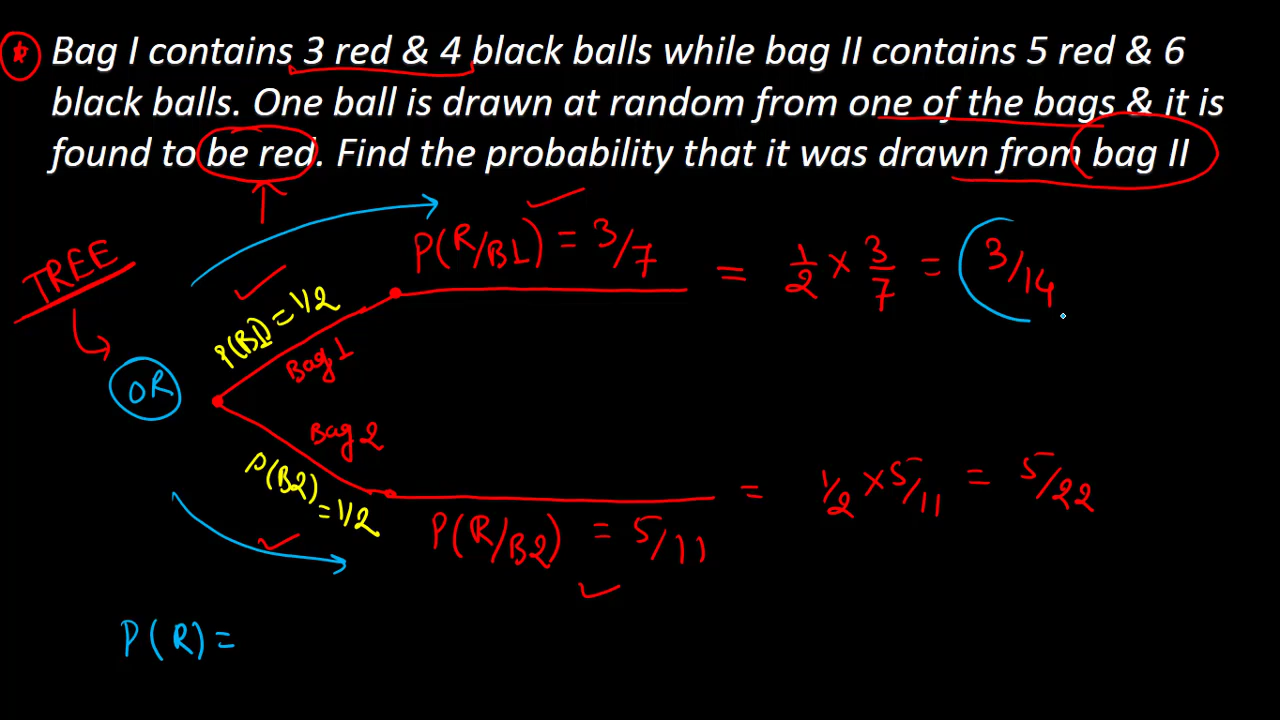 * Bag I contains 3 red & 4 black balls while bag II contains 5 red & 6
black balls. One ball is drawn at random from one of the bags & it is
found to be red. Find the probability that it was drawn from bag II
TREE
P(R/B1) = 3/7 = 1/2 × 3/7 = 3/14
P(B1) = 1/2
Bag 1
OR
Bag 2
P(B2) = 1/2
P(R/B2) = 5/11 = 1/2 × 5/11 = 5/22
P(R) =